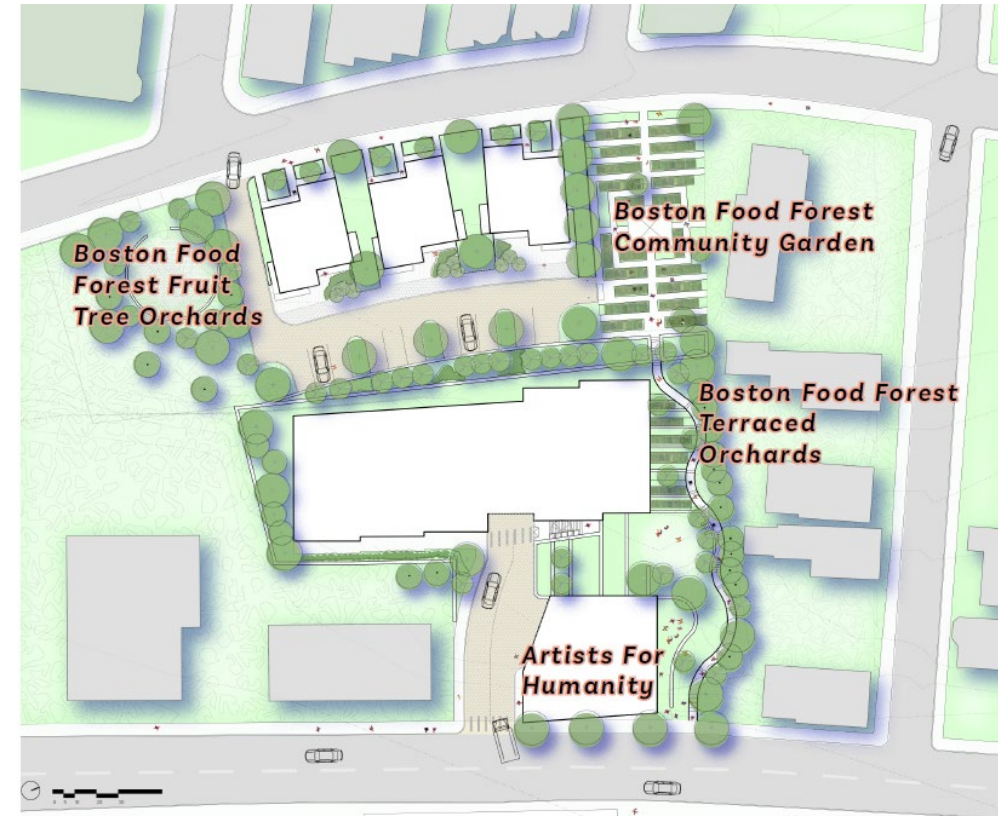 Boston Food Forest
Community Garden
Boston Food
Forest Fruit
Tree Orchards
Boston Food Forest
Terraced
Orchards
Artists For
Humanity